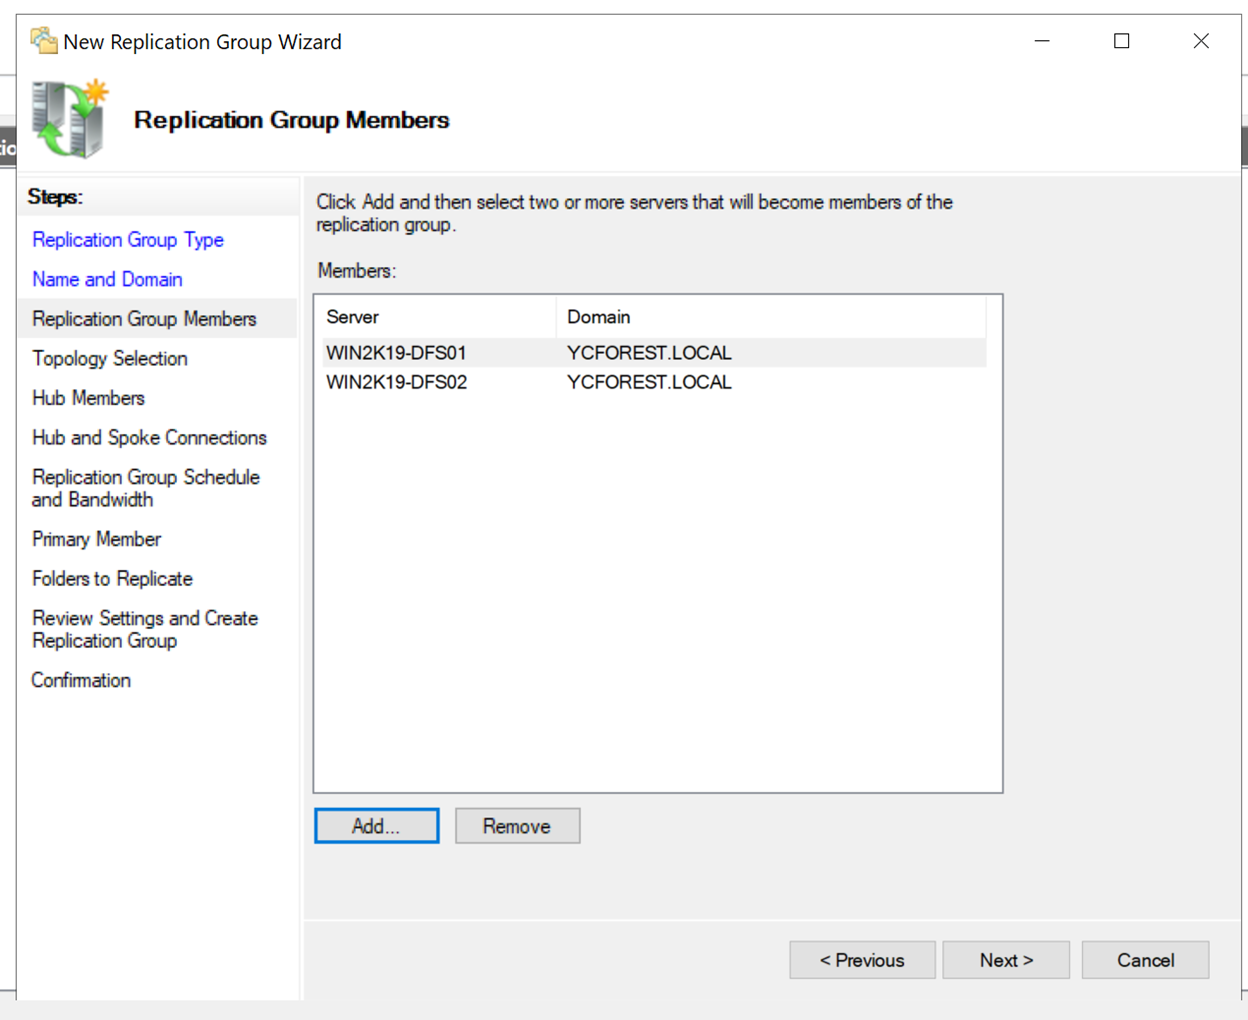 New Replication Group Wizard
Replication Group Members
tio
Steps:
Replication Group Type
Name and Domain
Replication Group Members
Topology Selection
Hub Members
Hub and Spoke Connections
Replication Group Schedule
and Bandwidth
Primary Member
Folders to Replicate
Review Settings and Create
Replication Group
Confirmation
Click Add and then select two or more servers that will become members of the
replication group.
Members:
Server Domain
WIN2K19-DFS01 YCFOREST.LOCAL
WIN2K19-DFS02 YCFOREST.LOCAL
Add... Remove
< Previous Next > Cancel